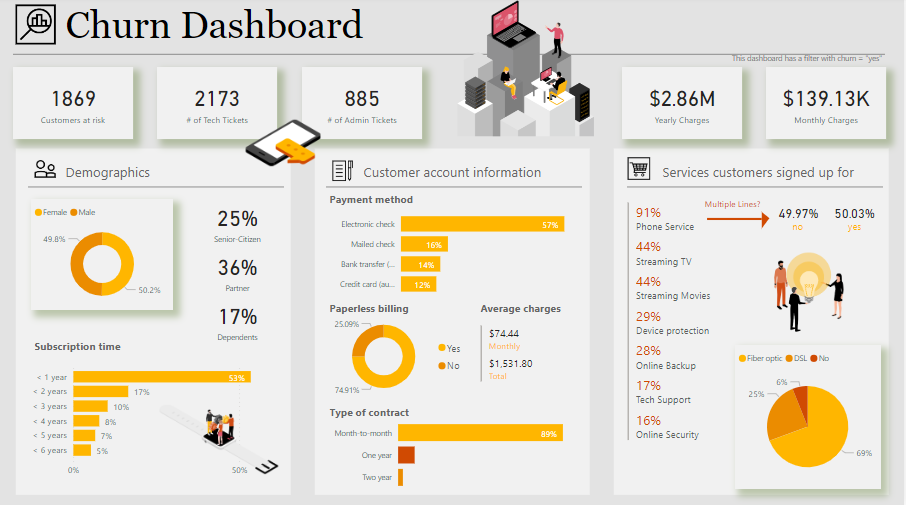 Churn Dashboard
This dashboard has a filter with churn = "yes"
1869
Customers at risk
2173
# of Tech Tickets
885
# of Admin Tickets
$2.86M
Yearly Charges
$139.13K
Monthly Charges
Demographics
Female Male
49.8%
50.2%
25%
Senior-Citizen
36%
Partner
17%
Dependents
Subscription time
< 1 year 53%
< 2 years 17%
< 3 years 10%
< 4 years 8%
< 5 years 7%
< 6 years 5%
0% 50%
Customer account information
Payment method
Electronic check 57%
Mailed check 16%
Bank transfer (... 14%
Credit card (au... 12%
Paperless billing
25.09%
74.91%
Yes
No
Average charges
$74.44
Monthly
$1,531.80
Total
Type of contract
Month-to-month 89%
One year
Two year
Services customers signed up for
91%
Phone Service
Multiple Lines?
49.97%
no
50.03%
yes
44%
Streaming TV
44%
Streaming Movies
29%
Device protection
28%
Online Backup
17%
Tech Support
16%
Online Security
Fiber optic DSL No
6%
25%
69%